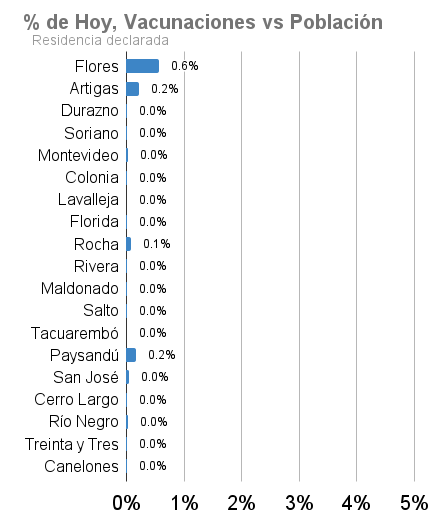 % de Hoy, Vacunaciones vs Población
Residencia declarada
Flores 0.6%
Artigas 0.2%
Durazno 0.0%
Soriano 0.0%
Montevideo 0.0%
Colonia 0.0%
Lavalleja 0.0%
Florida 0.0%
Rocha 0.1%
Rivera 0.0%
Maldonado 0.0%
Salto 0.0%
Tacuarembó 0.0%
Paysandú 0.2%
San José 0.0%
Cerro Largo 0.0%
Río Negro 0.0%
Treinta y Tres 0.0%
Canelones 0.0%
0% 1% 2% 3% 4% 5%